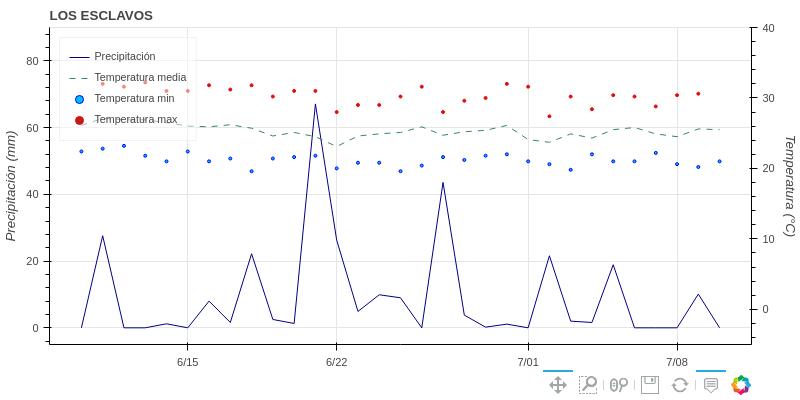 LOS ESCLAVOS
Precipitación
Temperatura media
Temperatura min
Temperatura max
Precipitación (mm)
80
60
40
20
0
Temperatura (°C)
40
30
20
10
0
6/15
6/22
7/01
7/08